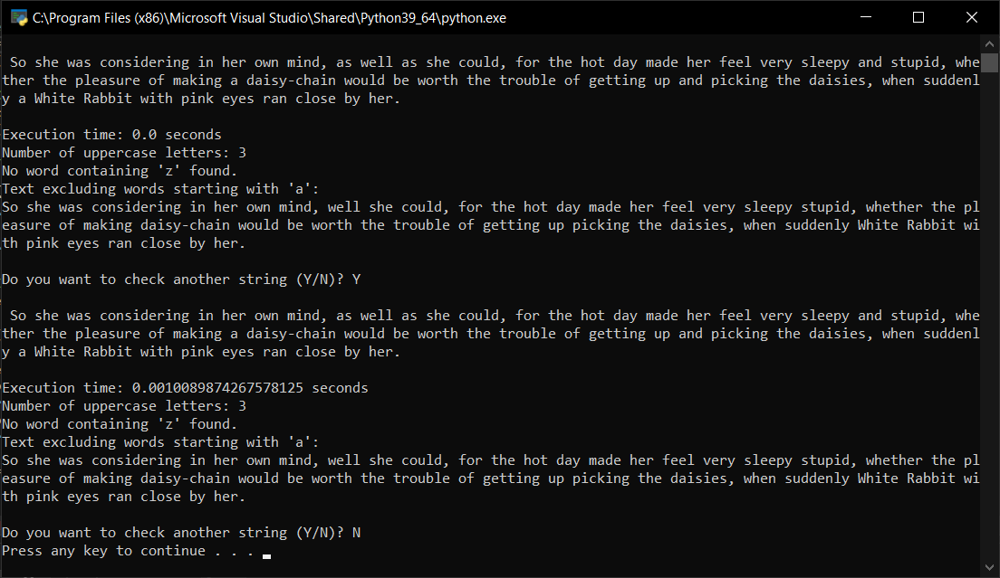 C:\Program Files (x86)\Microsoft Visual Studio\Shared\Python39_64\python.exe
So she was considering in her own mind, as well as she could, for the hot day made her feel very sleepy and stupid, whe
ther the pleasure of making a daisy-chain would be worth the trouble of getting up and picking the daisies, when suddenl
y a White Rabbit with pink eyes ran close by her.
Execution time: 0.0 seconds
Number of uppercase letters: 3
No word containing 'z' found.
Text excluding words starting with 'a':
So she was considering in her own mind, well she could, for the hot day made her feel very sleepy stupid, whether the pl
easure of making daisy-chain would be worth the trouble of getting up picking the daisies, when suddenly White Rabbit wi
th pink eyes ran close by her.
Do you want to check another string (Y/N)? Y
So she was considering in her own mind, as well as she could, for the hot day made her feel very sleepy and stupid, whe
ther the pleasure of making a daisy-chain would be worth the trouble of getting up and picking the daisies, when suddenl
y a White Rabbit with pink eyes ran close by her.
Execution time: 0.0010089874267578125 seconds
Number of uppercase letters: 3
No word containing 'z' found.
Text excluding words starting with 'a':
So she was considering in her own mind, well she could, for the hot day made her feel very sleepy stupid, whether the pl
easure of making daisy-chain would be worth the trouble of getting up picking the daisies, when suddenly White Rabbit wi
th pink eyes ran close by her.
Do you want to check another string (Y/N)? N
Press any key to continue . . .